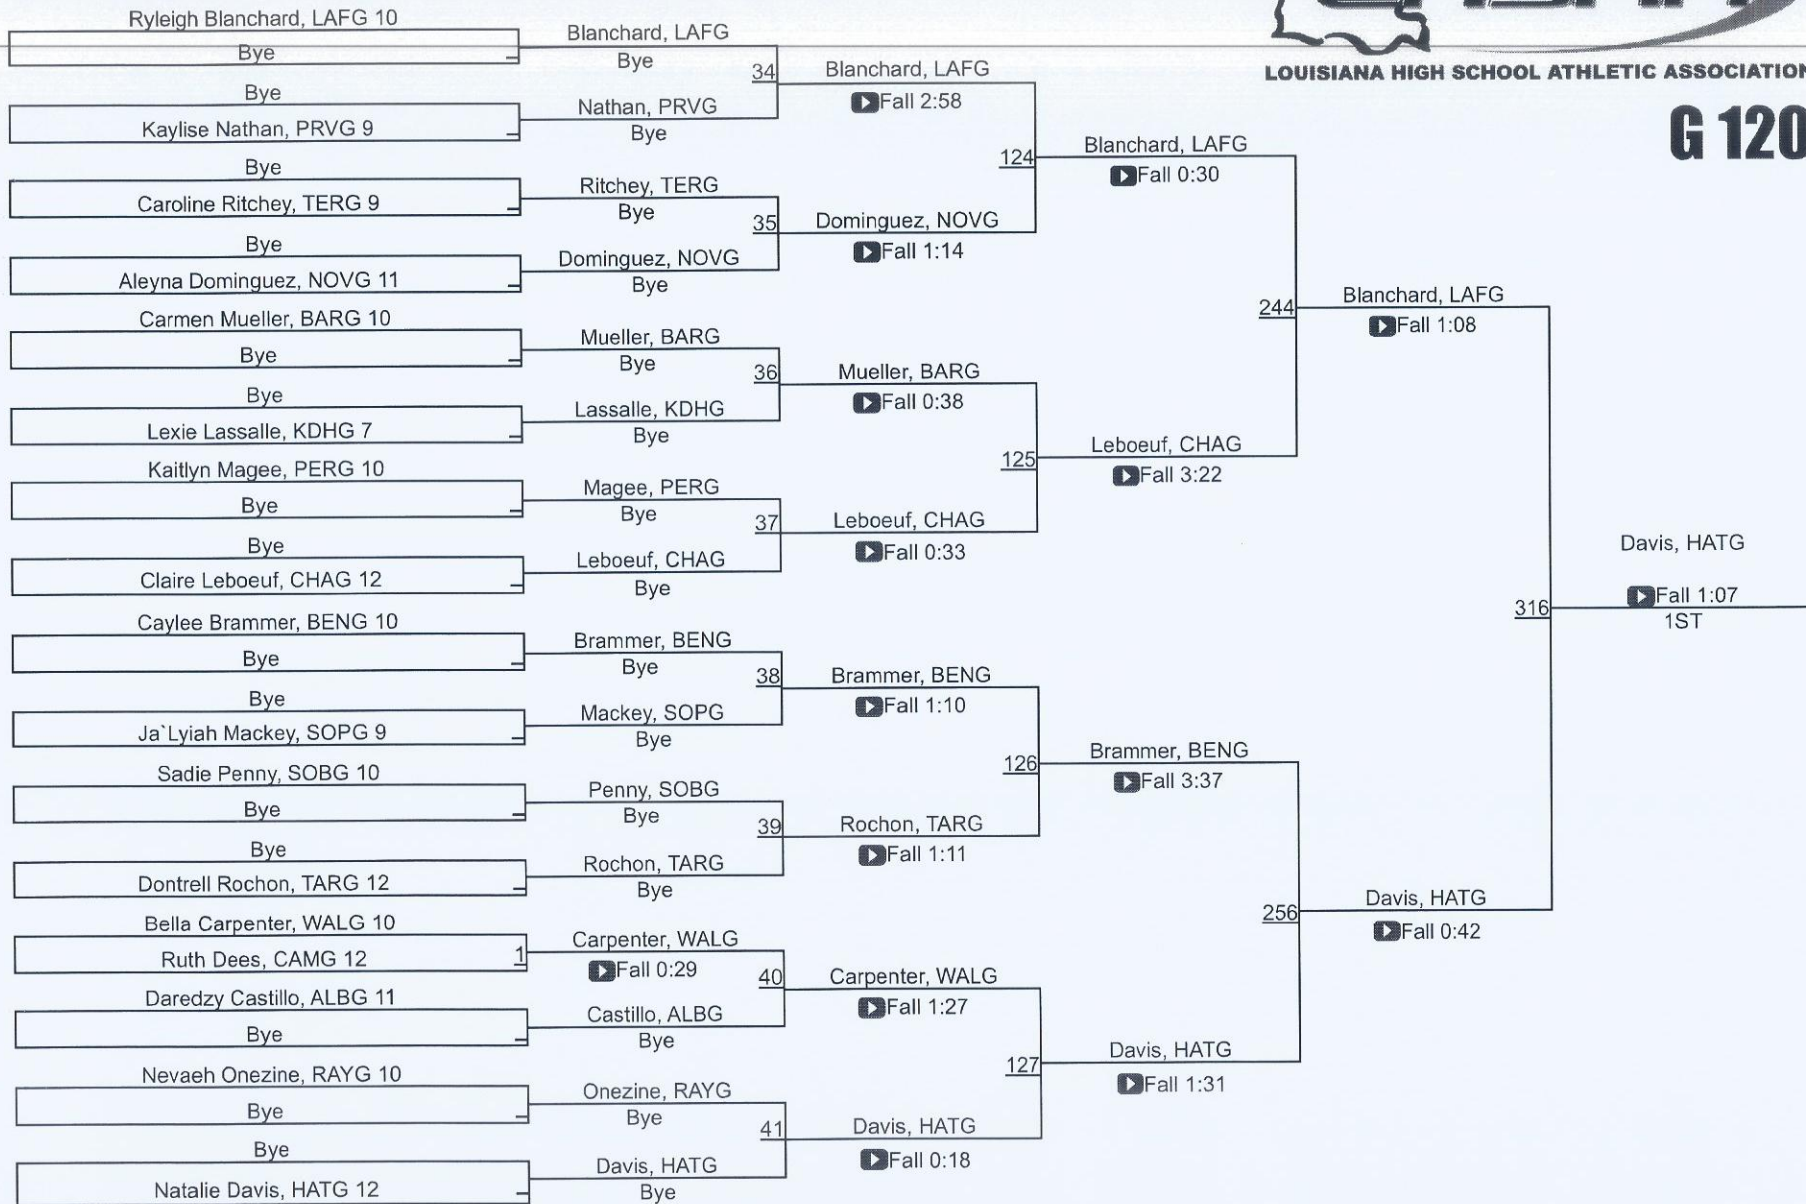 LOUISIANA HIGH SCHOOL ATHLETIC ASSOCIATION
G 120
Ryleigh Blanchard, LAFG 10
Bye
Bye
Kaylise Nathan, PRVG 9
Bye
Caroline Ritchey, TERG 9
Bye
Aleyna Dominguez, NOVG 11
Carmen Mueller, BARG 10
Bye
Bye
Lexie Lassalle, KDHG 7
Kaitlyn Magee, PERG 10
Bye
Bye
Claire Leboeuf, CHAG 12
Caylee Brammer, BENG 10
Bye
Bye
Ja`Lyiah Mackey, SOPG 9
Sadie Penny, SOBG 10
Bye
Bye
Dontrell Rochon, TARG 12
Bella Carpenter, WALG 10
Ruth Dees, CAMG 12
1
Daredzy Castillo, ALBG 11
Bye
Nevaeh Onezine, RAYG 10
Bye
Bye
Natalie Davis, HATG 12
Blanchard, LAFG
Bye
34
Nathan, PRVG
Bye
Ritchey, TERG
Bye
35
Dominguez, NOVG
Bye
Mueller, BARG
Bye
36
Lassalle, KDHG
Bye
Magee, PERG
Bye
37
Leboeuf, CHAG
Bye
Brammer, BENG
Bye
38
Mackey, SOPG
Bye
Penny, SOBG
Bye
39
Rochon, TARG
Bye
Carpenter, WALG
Fall 0:29
40
Castillo, ALBG
Bye
Onezine, RAYG
Bye
41
Davis, HATG
Bye
Blanchard, LAFG
Fall 2:58
124
Dominguez, NOVG
Fall 1:14
Mueller, BARG
Fall 0:38
125
Leboeuf, CHAG
Fall 0:33
Brammer, BENG
Fall 1:10
126
Rochon, TARG
Fall 1:11
Carpenter, WALG
Fall 1:27
127
Davis, HATG
Fall 0:18
Blanchard, LAFG
Fall 0:30
244
Leboeuf, CHAG
Fall 3:22
Brammer, BENG
Fall 3:37
256
Davis, HATG
Fall 1:31
Blanchard, LAFG
Fall 1:08
316
Davis, HATG
Fall 0:42
Davis, HATG
Fall 1:07
1ST